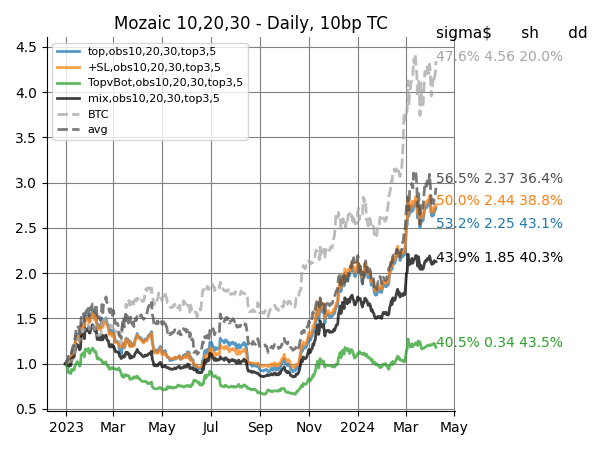 Mozaic 10,20,30 - Daily, 10bp TC
sigma$ sh dd
4.5
4.0
3.5
3.0
2.5
2.0
1.5
1.0
0.5
top,obs10,20,30,top3,5
+SL,obs10,20,30,top3,5
TopvBot,obs10,20,30,top3,5
mix,obs10,20,30,top3,5
BTC
avg
47.6% 4.56 20.0%
56.5% 2.37 36.4%
50.0% 2.44 38.8%
53.2% 2.25 43.1%
43.9% 1.85 40.3%
40.5% 0.34 43.5%
2023 Mar May Jul Sep Nov 2024 Mar May